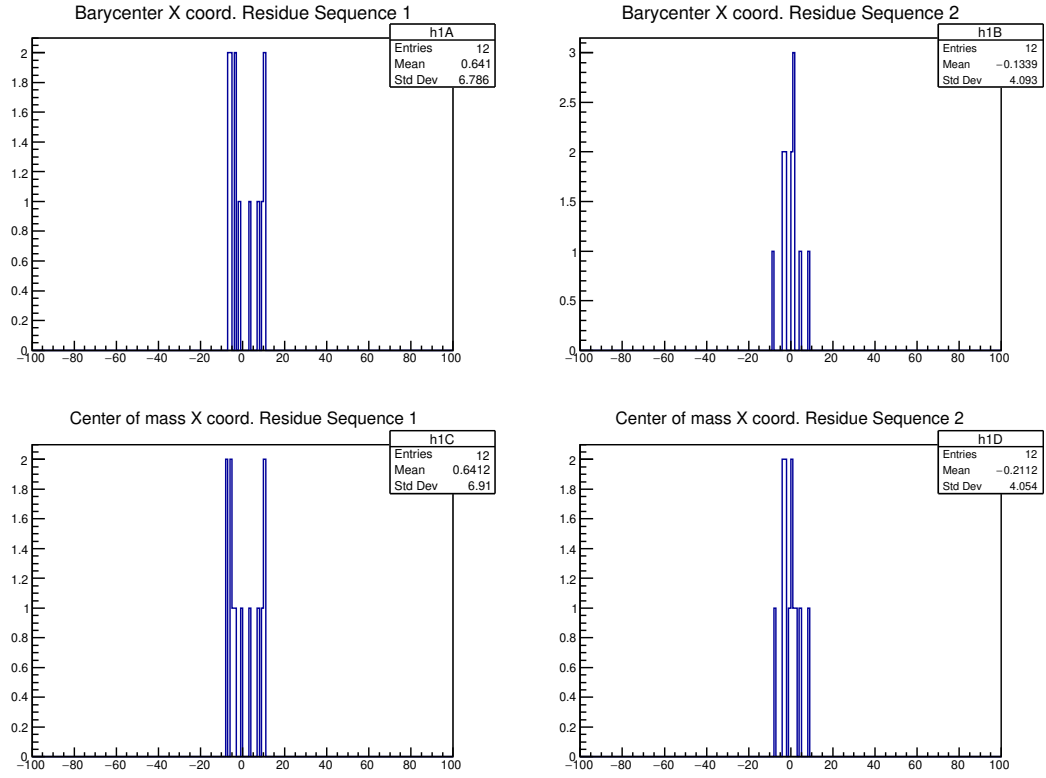 Barycenter X coord. Residue Sequence 1
h1A
Entries 12
Mean 0.641
Std Dev 6.786
2
1.8
1.6
1.4
1.2
1
0.8
0.6
0.4
0.2
0
−100 −80 −60 −40 −20 0 20 40 60 80 100
Barycenter X coord. Residue Sequence 2
h1B
Entries 12
Mean −0.1339
Std Dev 4.093
3
2.5
2
1.5
1
0.5
0
−100 −80 −60 −40 −20 0 20 40 60 80 100
Center of mass X coord. Residue Sequence 1
h1C
Entries 12
Mean 0.6412
Std Dev 6.91
2
1.8
1.6
1.4
1.2
1
0.8
0.6
0.4
0.2
0
−100 −80 −60 −40 −20 0 20 40 60 80 100
Center of mass X coord. Residue Sequence 2
h1D
Entries 12
Mean −0.2112
Std Dev 4.054
2
1.8
1.6
1.4
1.2
1
0.8
0.6
0.4
0.2
0
−100 −80 −60 −40 −20 0 20 40 60 80 100